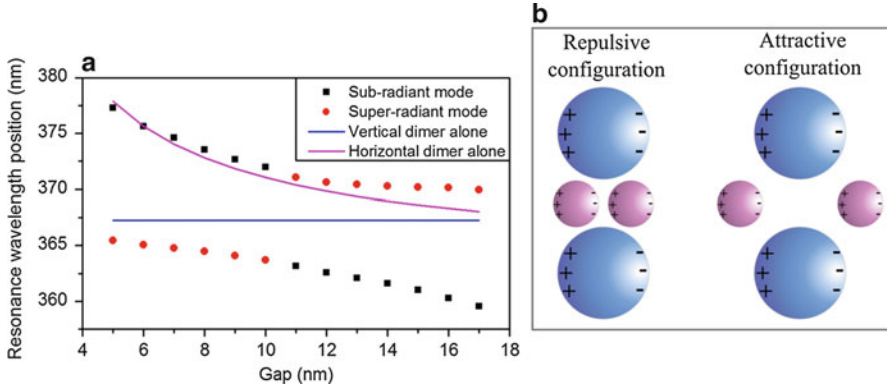 a
Resonance wavelength position (nm)
380
375
370
365
360
4 6 8 10 12 14 16 18
Gap (nm)
Sub-radiant mode
Super-radiant mode
Vertical dimer alone
Horizontal dimer alone
b
Repulsive
configuration
Attractive
configuration